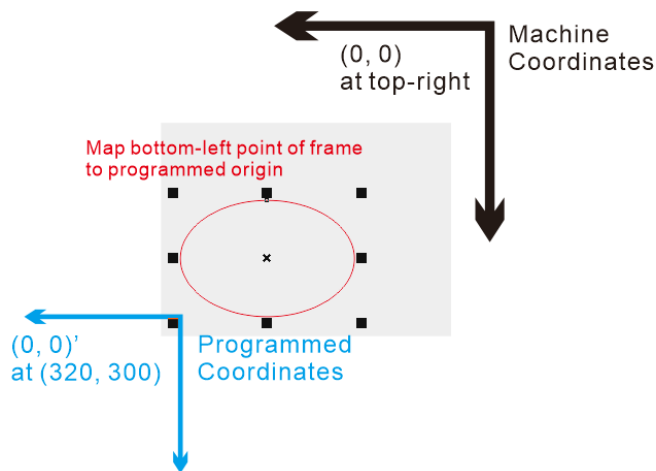 Machine
Coordinates
(0, 0)
at top-right
Map bottom-left point of frame
to programmed origin
(0, 0)’
at (320, 300)
Programmed
Coordinates